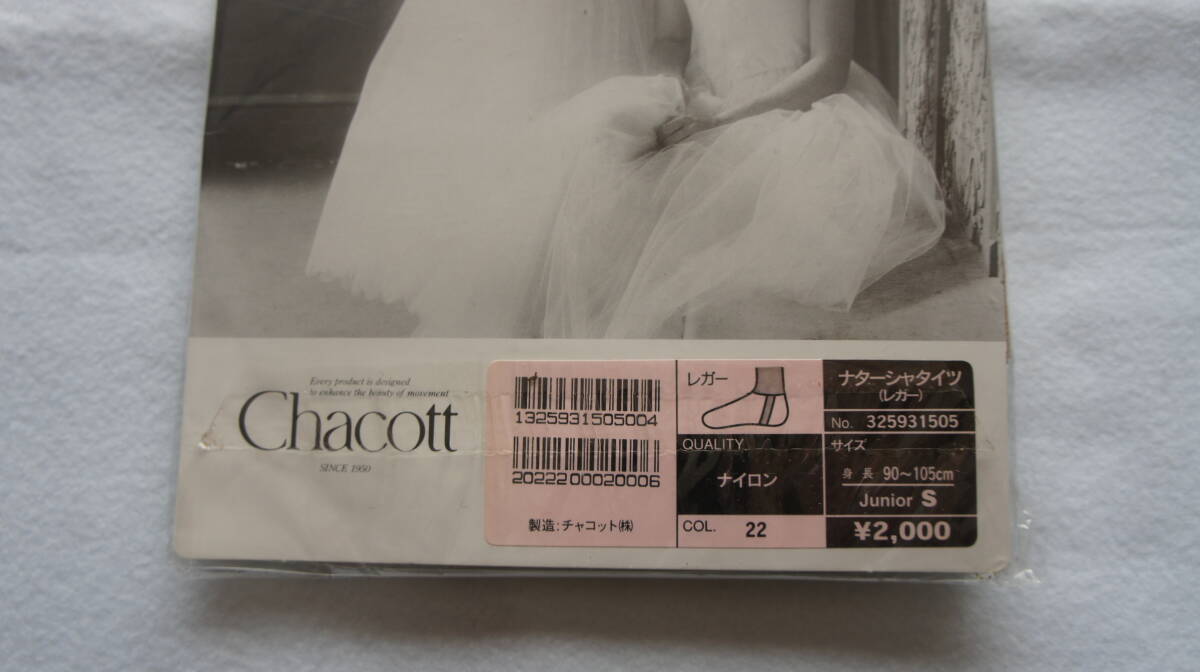 Every product is designed
to enhance the beauty of movement
Chacott
SINCE 1950
1325931505004
2022200020006
製造:チャコット㈱
レガー
QUALITY
ナイロン
COL. 22
ナターシャタイツ
(レガー)
No. 325931505
サイズ
身長 90~105cm
Junior S
¥2,000